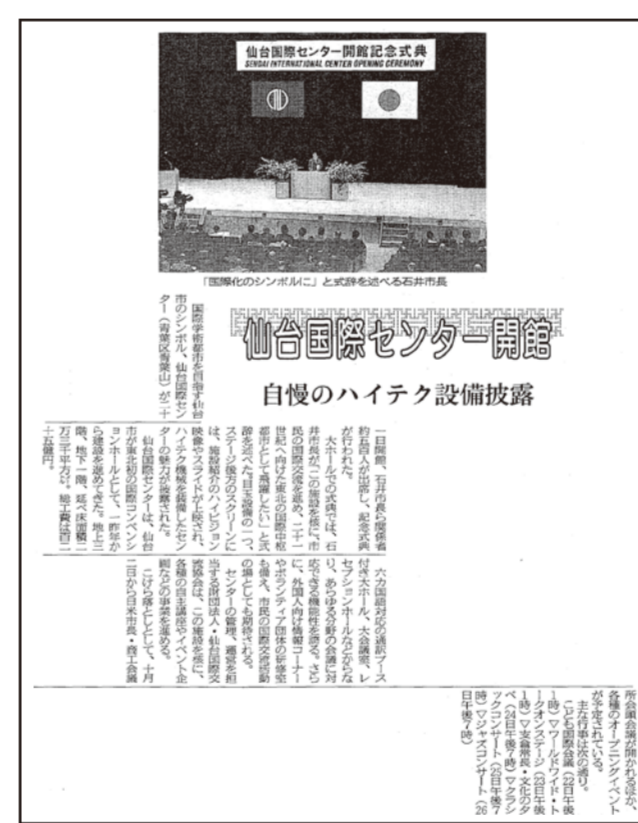 仙台国際センター開館記念式典
SENDAI INTERNATIONAL CENTER OPENING CEREMONY
「国際化のシンボルに」と式辞を述べる石井市長
仙台国際センター開館
自慢のハイテク設備披露
国際学術都市を目指す仙台
市のシンボル、仙台国際セン
ター（青葉区青葉山）が二十
一日開館、石井市長ら関係者
約五百人が出席し、記念式典
が行われた。
大ホールでの式典では、石
井市長が「この施設を核に、市
民の国際交流を進め、二十一
世紀へ向けた東北の国際中枢
都市として飛躍したい」と式
辞を述べた。目玉設備の一つ、
ステージ後方のスクリーンに
は、施設紹介のハイビジョン
映像やスライドが上映され、
ハイテク機械を装備したセン
ターの魅力が披露された。
仙台国際センターは、仙台
市が東北初の国際コンベンシ
ョンホールとして、一昨年か
ら建設を進めてきた。地上三
階、地下一階、延べ床面積二
万三千平方㍍。総工費は百二
十五億円。
六カ国語対応の通訳ブース
付き大ホール、大会議室、レ
セプションホールなどからな
り、あらゆる分野の会議に対
応できる機能性を誇る。さら
に、外国人向け情報コーナー
やボランティア団体の研修室
も備え、市民の国際交流活動
の場としても期待される。
センターの管理、運営を担
当する財団法人・仙台国際交
流協会は、この施設を核に、
各種の自主講座やイベント企
画などの事業を進める。
こけら落としとして、十月
二日から日米市長・商工会議
所会頭会議が開かれるほか、
各種のオープニングイベント
が予定されている。
主な行事は次の通り。
こども国際会議（22日午後
1時）▽ワールドワイド・ト
ークオンステージ（23日午後
1時）▽支倉常長・文化の夕
べ（24日午後7時）▽クラシ
ックコンサート（25日午後7
時）▽ジャズコンサート（26
日午後7時）